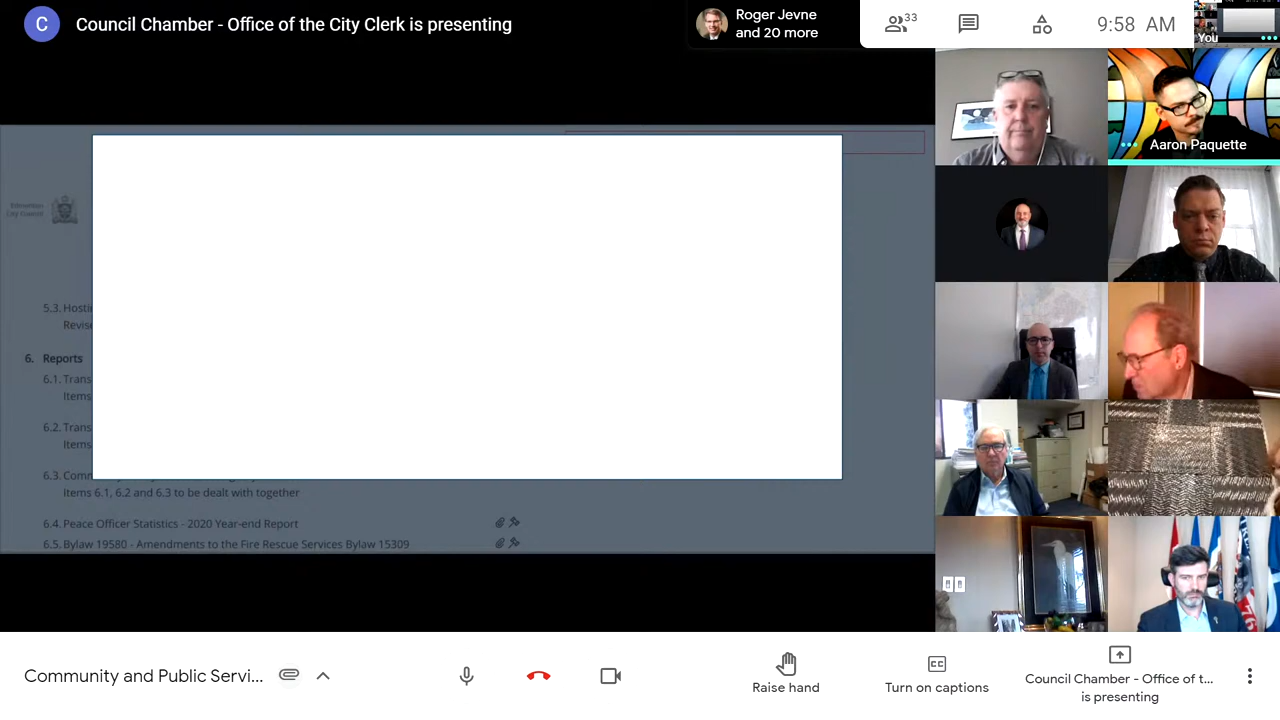 C
Council Chamber - Office of the City Clerk is presenting
Roger Jevne
and 20 more
33
9:58 AM
You
Aaron Paquette
Edmonton
City Council
5.3. Hosti
Revise
6. Reports
6.1. Trans
Items
6.2. Trans
Items
6.3. Comm
Items 6.1, 6.2 and 6.3 to be dealt with together
6.4. Peace Officer Statistics - 2020 Year-end Report
6.5. Bylaw 19580 - Amendments to the Fire Rescue Services Bylaw 15309
Community and Public Servi...
Raise hand
CC
Turn on captions
Council Chamber - Office of t...
is presenting